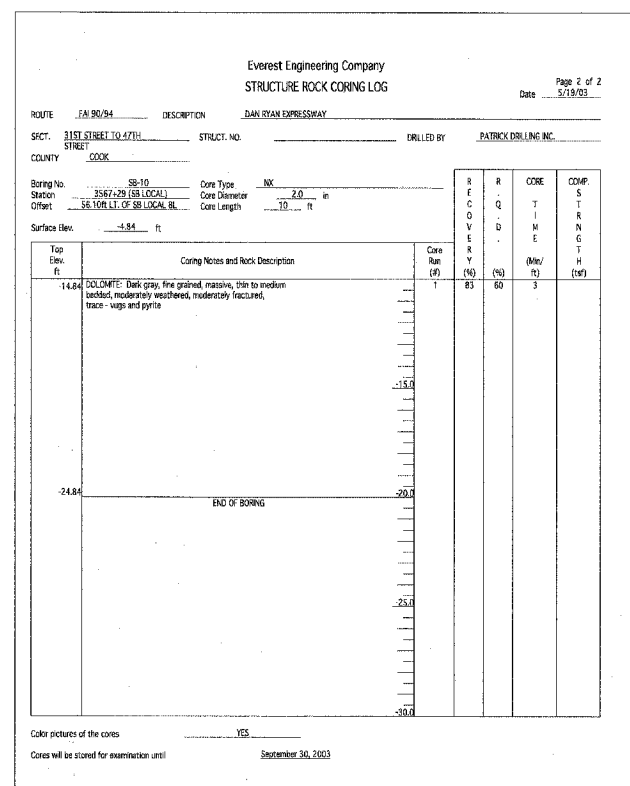 Everest Engineering Company
STRUCTURE ROCK CORING LOG
Page 2 of 2
Date 5/19/03
ROUTE FAI 90/94 DESCRIPTION DAN RYAN EXPRESSWAY
SECT. 31ST STREET TO 47TH STREET STRUCT. NO. DRILLED BY PATRICK DRILLING INC.
COUNTY COOK
Boring No. SB-10 Core Type NX
Station 3567+29 (SB LOCAL) Core Diameter 2.0 in
Offset 56.10ft LT. OF SB LOCAL BL Core Length 10 ft
Surface Elev. -4.84 ft
Top Elev. ft
Coring Notes and Rock Description
Core Run (#)
RECOVERY (%)
R.Q.D. (%)
CORE TIME (Min/ft)
COMP. STRNGTH (tsf)
-14.84 DOLOMITE: Dark gray, fine grained, massive, thin to medium 1 83 60 3
bedded, moderately weathered, moderately fractured,
trace - vugs and pyrite
-15.0
-24.84 -20.0
END OF BORING
-25.0
-30.0
Color pictures of the cores YES
Cores will be stored for examination until September 30, 2003